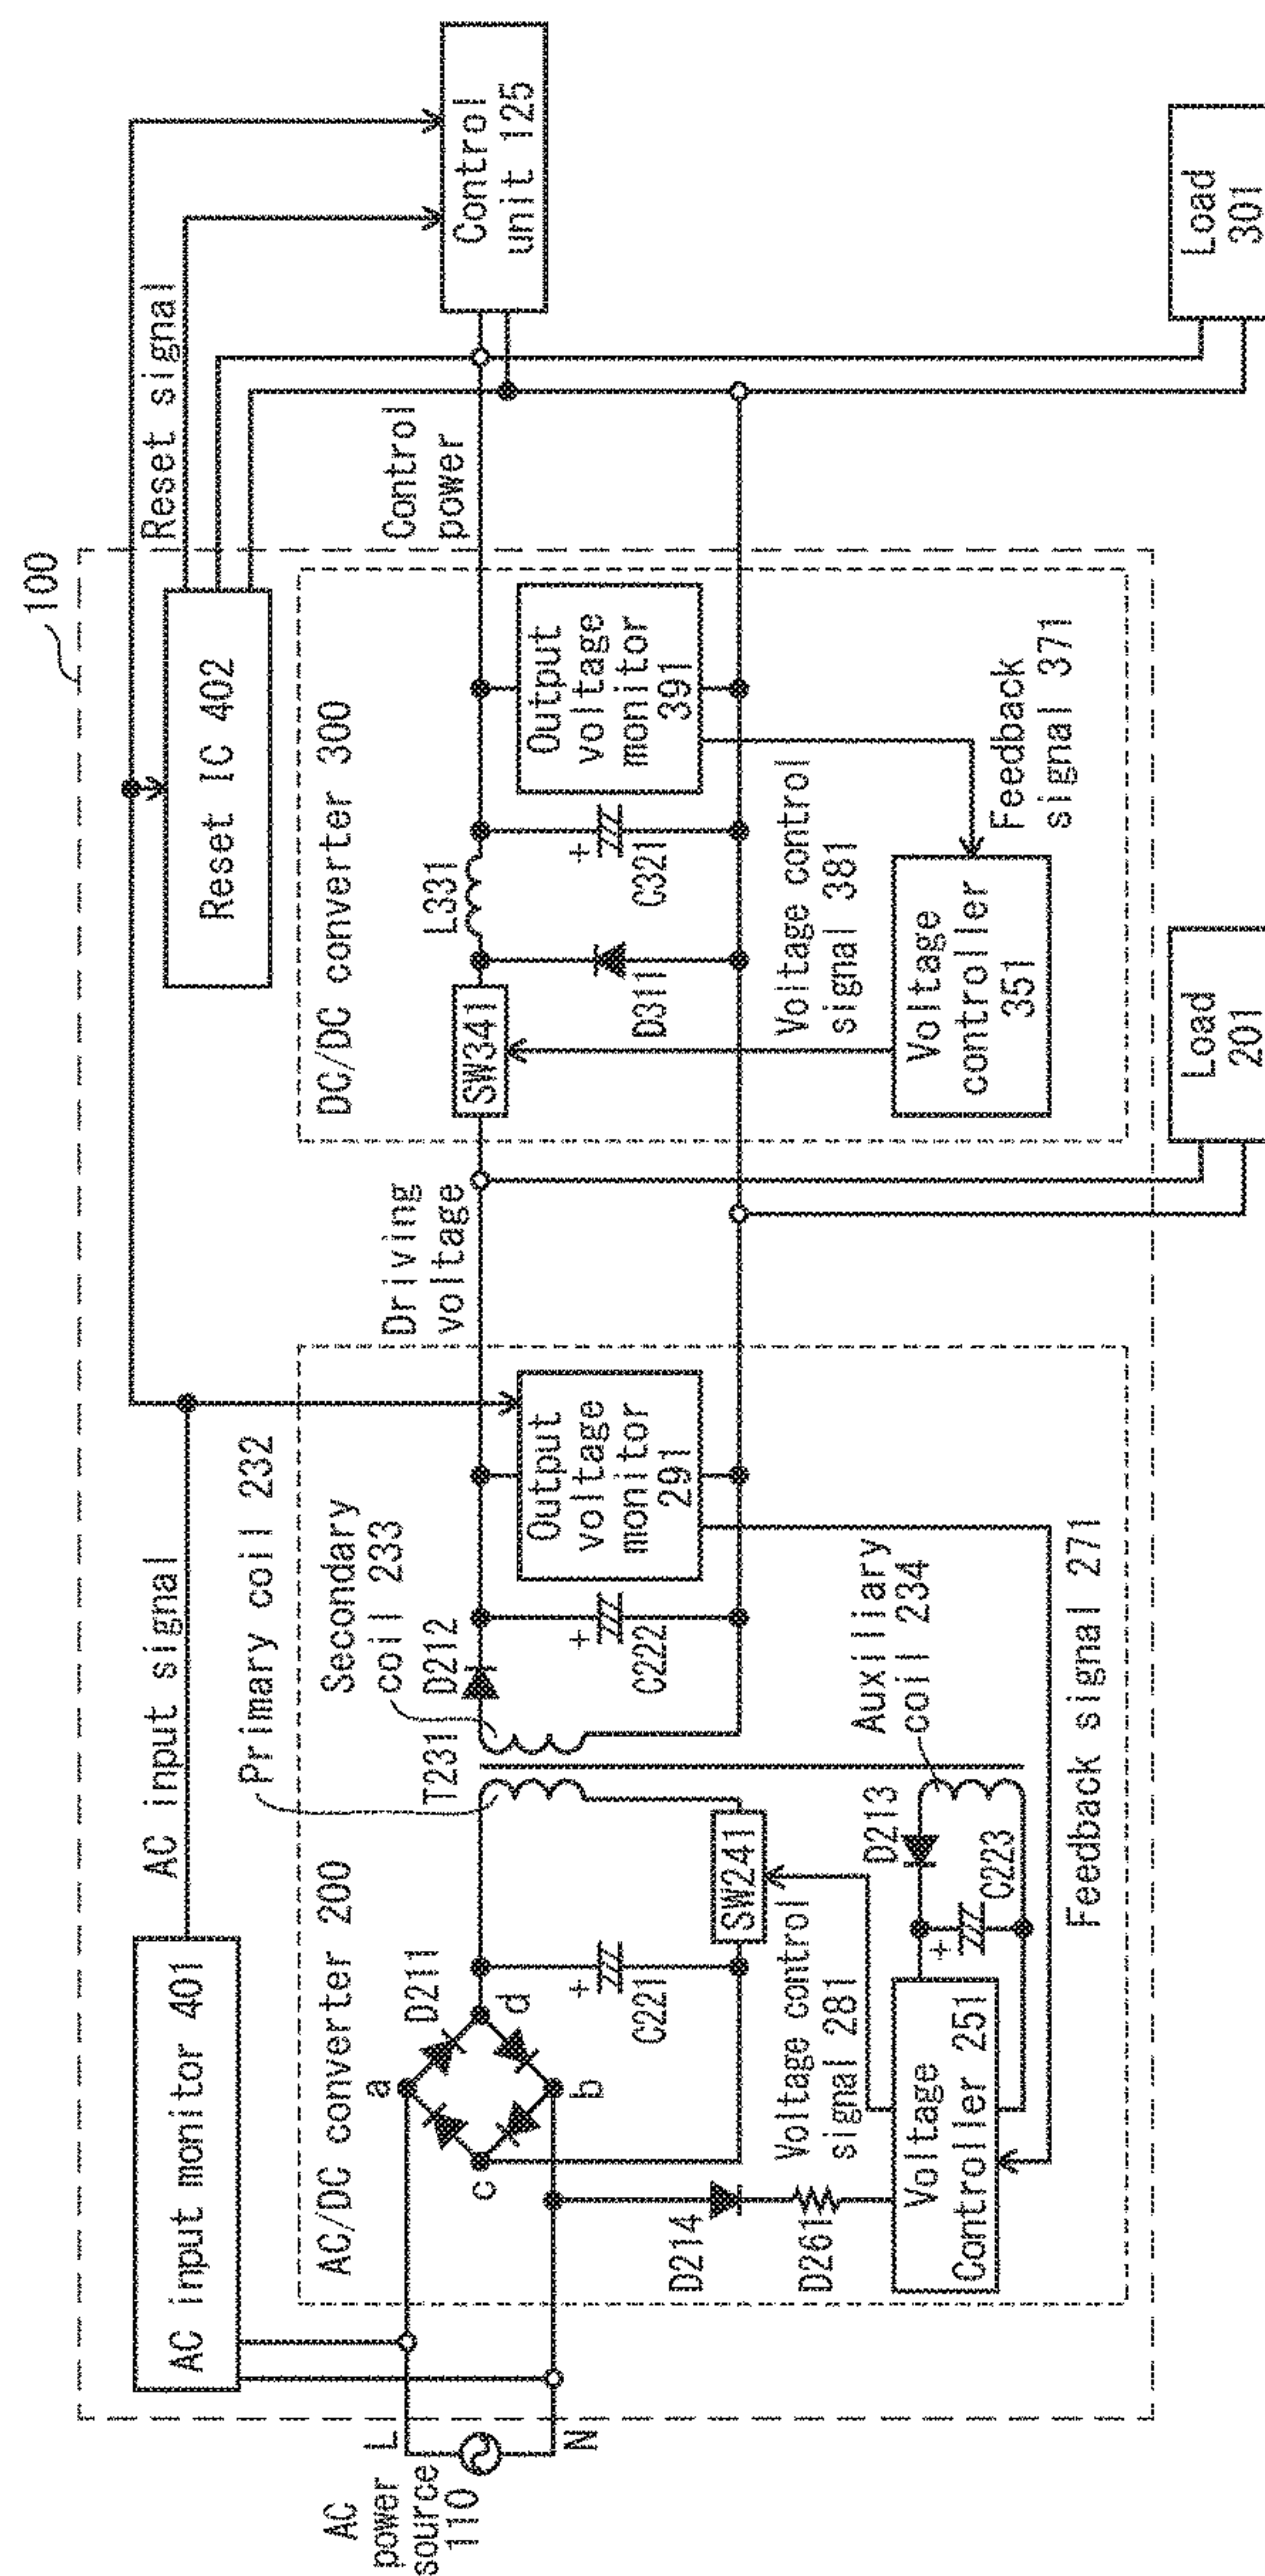 100
AC input monitor 401
AC input signal
Reset IC 402
Reset signal
Primary coil 232
AC/DC converter 200
Secondary
coil 233
DC/DC converter 300
AC
power
source
110
L
N
D211
a
b
c
d
T231
D212
Driving
voltage
SW341
L331
Control
power
Control
unit 125
+
C221
SW241
+
C222
Output
voltage
monitor
291
D311
+
C321
Output
voltage
monitor
391
D214
D261
Voltage control
signal 281
D213
Auxiliary
coil 234
Voltage control
signal 381
Voltage
Controller 251
+
C223
Voltage
controller
351
Feedback
signal 371
Feedback signal 271
Load
201
Load
301